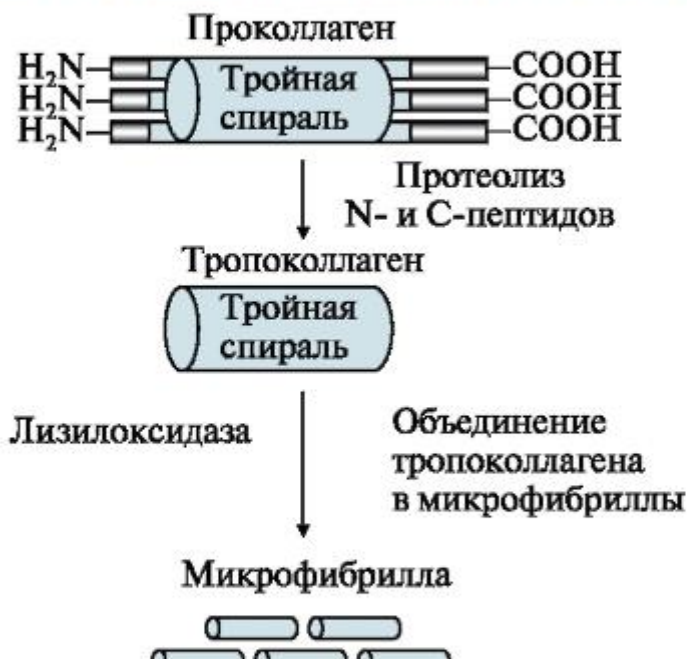 Проколлаген
H₂N COOH
H₂N COOH
H₂N COOH
Тройная
спираль
Протеолиз
N- и C-пептидов
Тропоколлаген
Тройная
спираль
Лизилоксидаза
Объединение
тропоколлагена
в микрофибриллы
Микрофибрилла